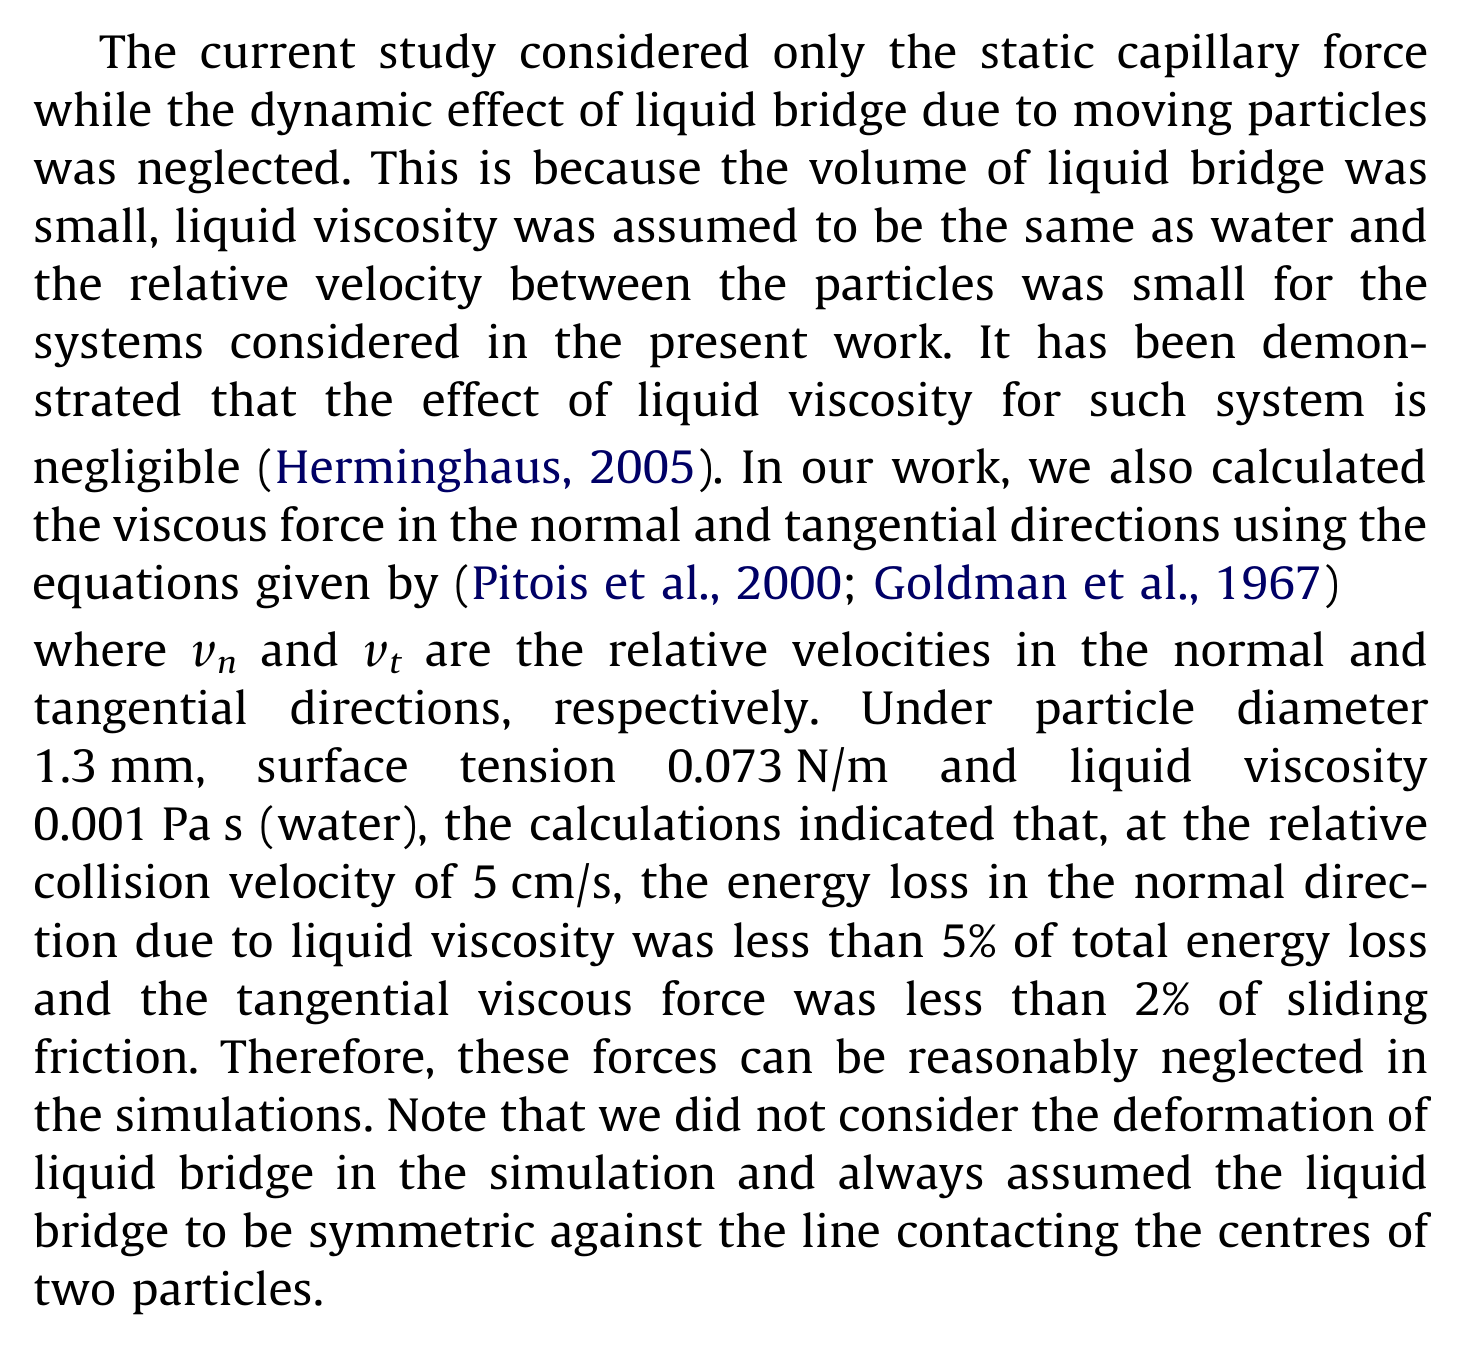 The current study considered only the static capillary force
while the dynamic effect of liquid bridge due to moving particles
was neglected. This is because the volume of liquid bridge was
small, liquid viscosity was assumed to be the same as water and
the relative velocity between the particles was small for the
systems considered in the present work. It has been demon-
strated that the effect of liquid viscosity for such system is
negligible (Herminghaus, 2005). In our work, we also calculated
the viscous force in the normal and tangential directions using the
equations given by (Pitois et al., 2000; Goldman et al., 1967)
where vₙ and vₜ are the relative velocities in the normal and
tangential directions, respectively. Under particle diameter
1.3 mm, surface tension 0.073 N/m and liquid viscosity
0.001 Pa s (water), the calculations indicated that, at the relative
collision velocity of 5 cm/s, the energy loss in the normal direc-
tion due to liquid viscosity was less than 5% of total energy loss
and the tangential viscous force was less than 2% of sliding
friction. Therefore, these forces can be reasonably neglected in
the simulations. Note that we did not consider the deformation of
liquid bridge in the simulation and always assumed the liquid
bridge to be symmetric against the line contacting the centres of
two particles.